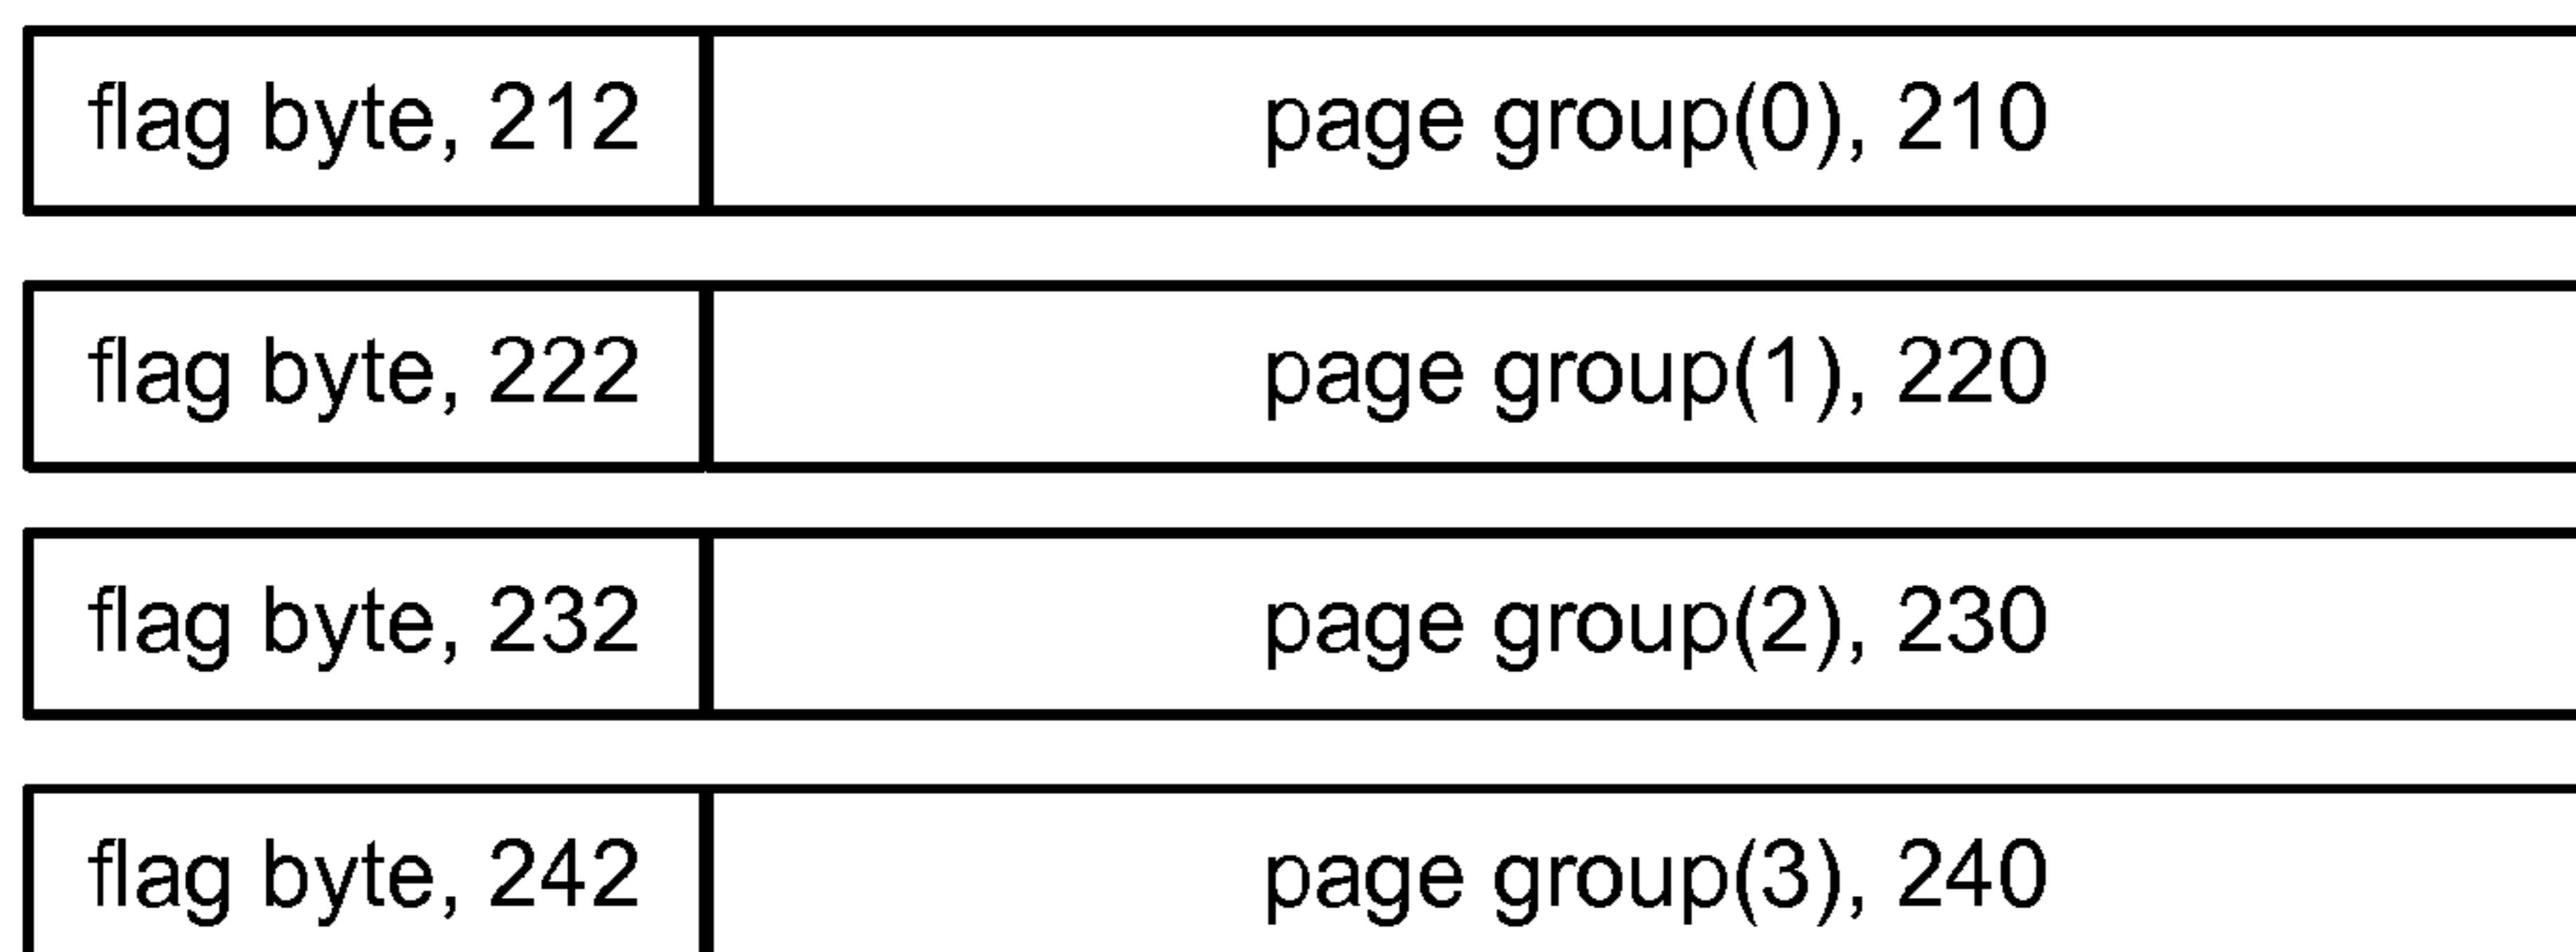 flag byte, 212 page group(0), 210
flag byte, 222 page group(1), 220
flag byte, 232 page group(2), 230
flag byte, 242 page group(3), 240